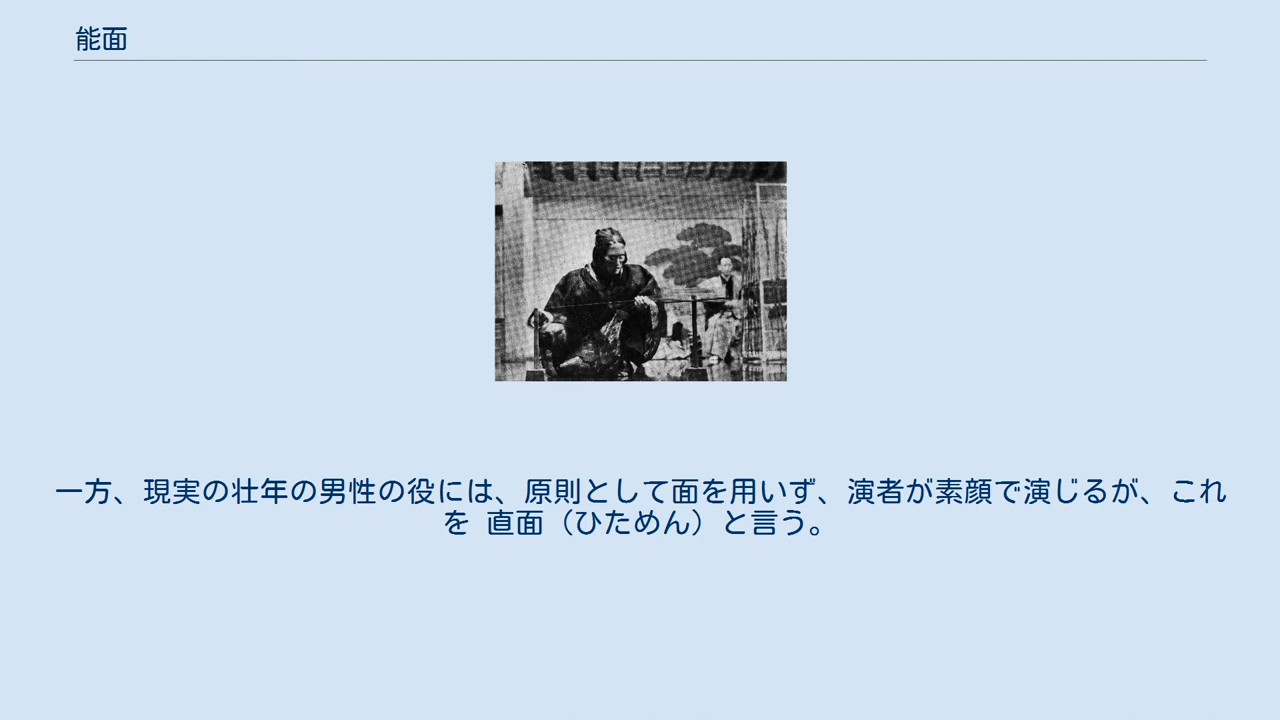 能面
一方、現実の壮年の男性の役には、原則として面を用いず、演者が素顔で演じるが、これ
を 直面（ひためん）と言う。